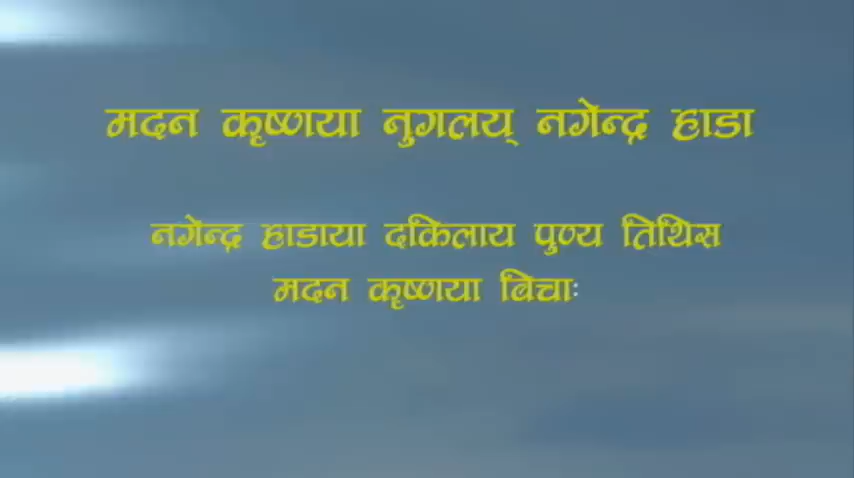 मदन कृष्णया नुगलय् नगेन्द्र हाडा
नगेन्द्र हाडाया दकिलाय पुण्य तिथिस
मदन कृष्णया बिचाः